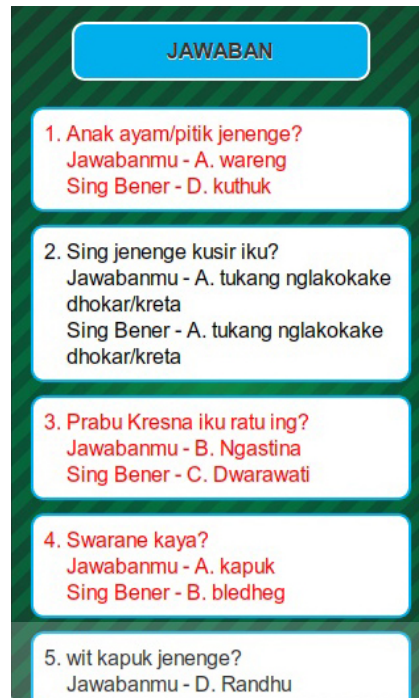 JAWABAN
1. Anak ayam/pitik jenenge?
Jawabanmu - A. wareng
Sing Bener - D. kuthuk
2. Sing jenenge kusir iku?
Jawabanmu - A. tukang nglakokake
dhokar/kreta
Sing Bener - A. tukang nglakokake
dhokar/kreta
3. Prabu Kresna iku ratu ing?
Jawabanmu - B. Ngastina
Sing Bener - C. Dwarawati
4. Swarane kaya?
Jawabanmu - A. kapuk
Sing Bener - B. bledheg
5. wit kapuk jenenge?
Jawabanmu - D. Randhu